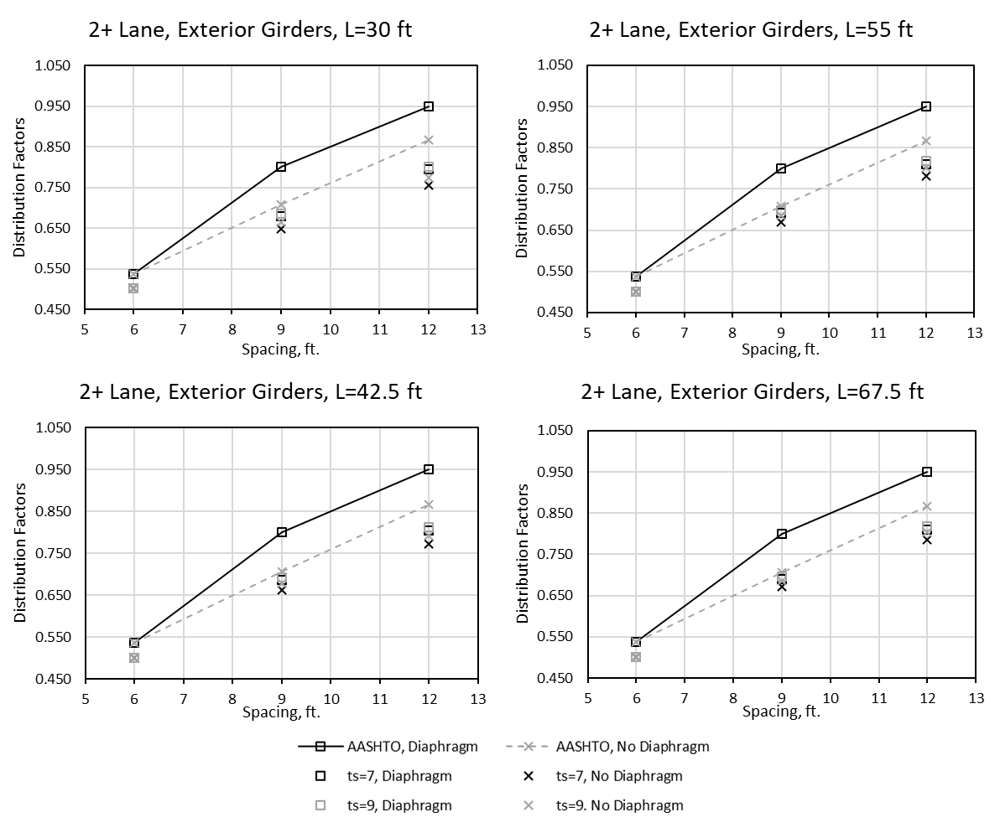 2+ Lane, Exterior Girders, L=30 ft
Distribution Factors
1.050
0.950
0.850
0.750
0.650
0.550
0.450
5 6 7 8 9 10 11 12 13
Spacing, ft.
2+ Lane, Exterior Girders, L=55 ft
Distribution Factors
1.050
0.950
0.850
0.750
0.650
0.550
0.450
5 6 7 8 9 10 11 12 13
Spacing, ft.
2+ Lane, Exterior Girders, L=42.5 ft
Distribution Factors
1.050
0.950
0.850
0.750
0.650
0.550
0.450
5 6 7 8 9 10 11 12 13
Spacing, ft.
2+ Lane, Exterior Girders, L=67.5 ft
Distribution Factors
1.050
0.950
0.850
0.750
0.650
0.550
0.450
5 6 7 8 9 10 11 12 13
Spacing, ft.
AASHTO, Diaphragm
AASHTO, No Diaphragm
ts=7, Diaphragm
ts=7, No Diaphragm
ts=9, Diaphragm
ts=9. No Diaphragm